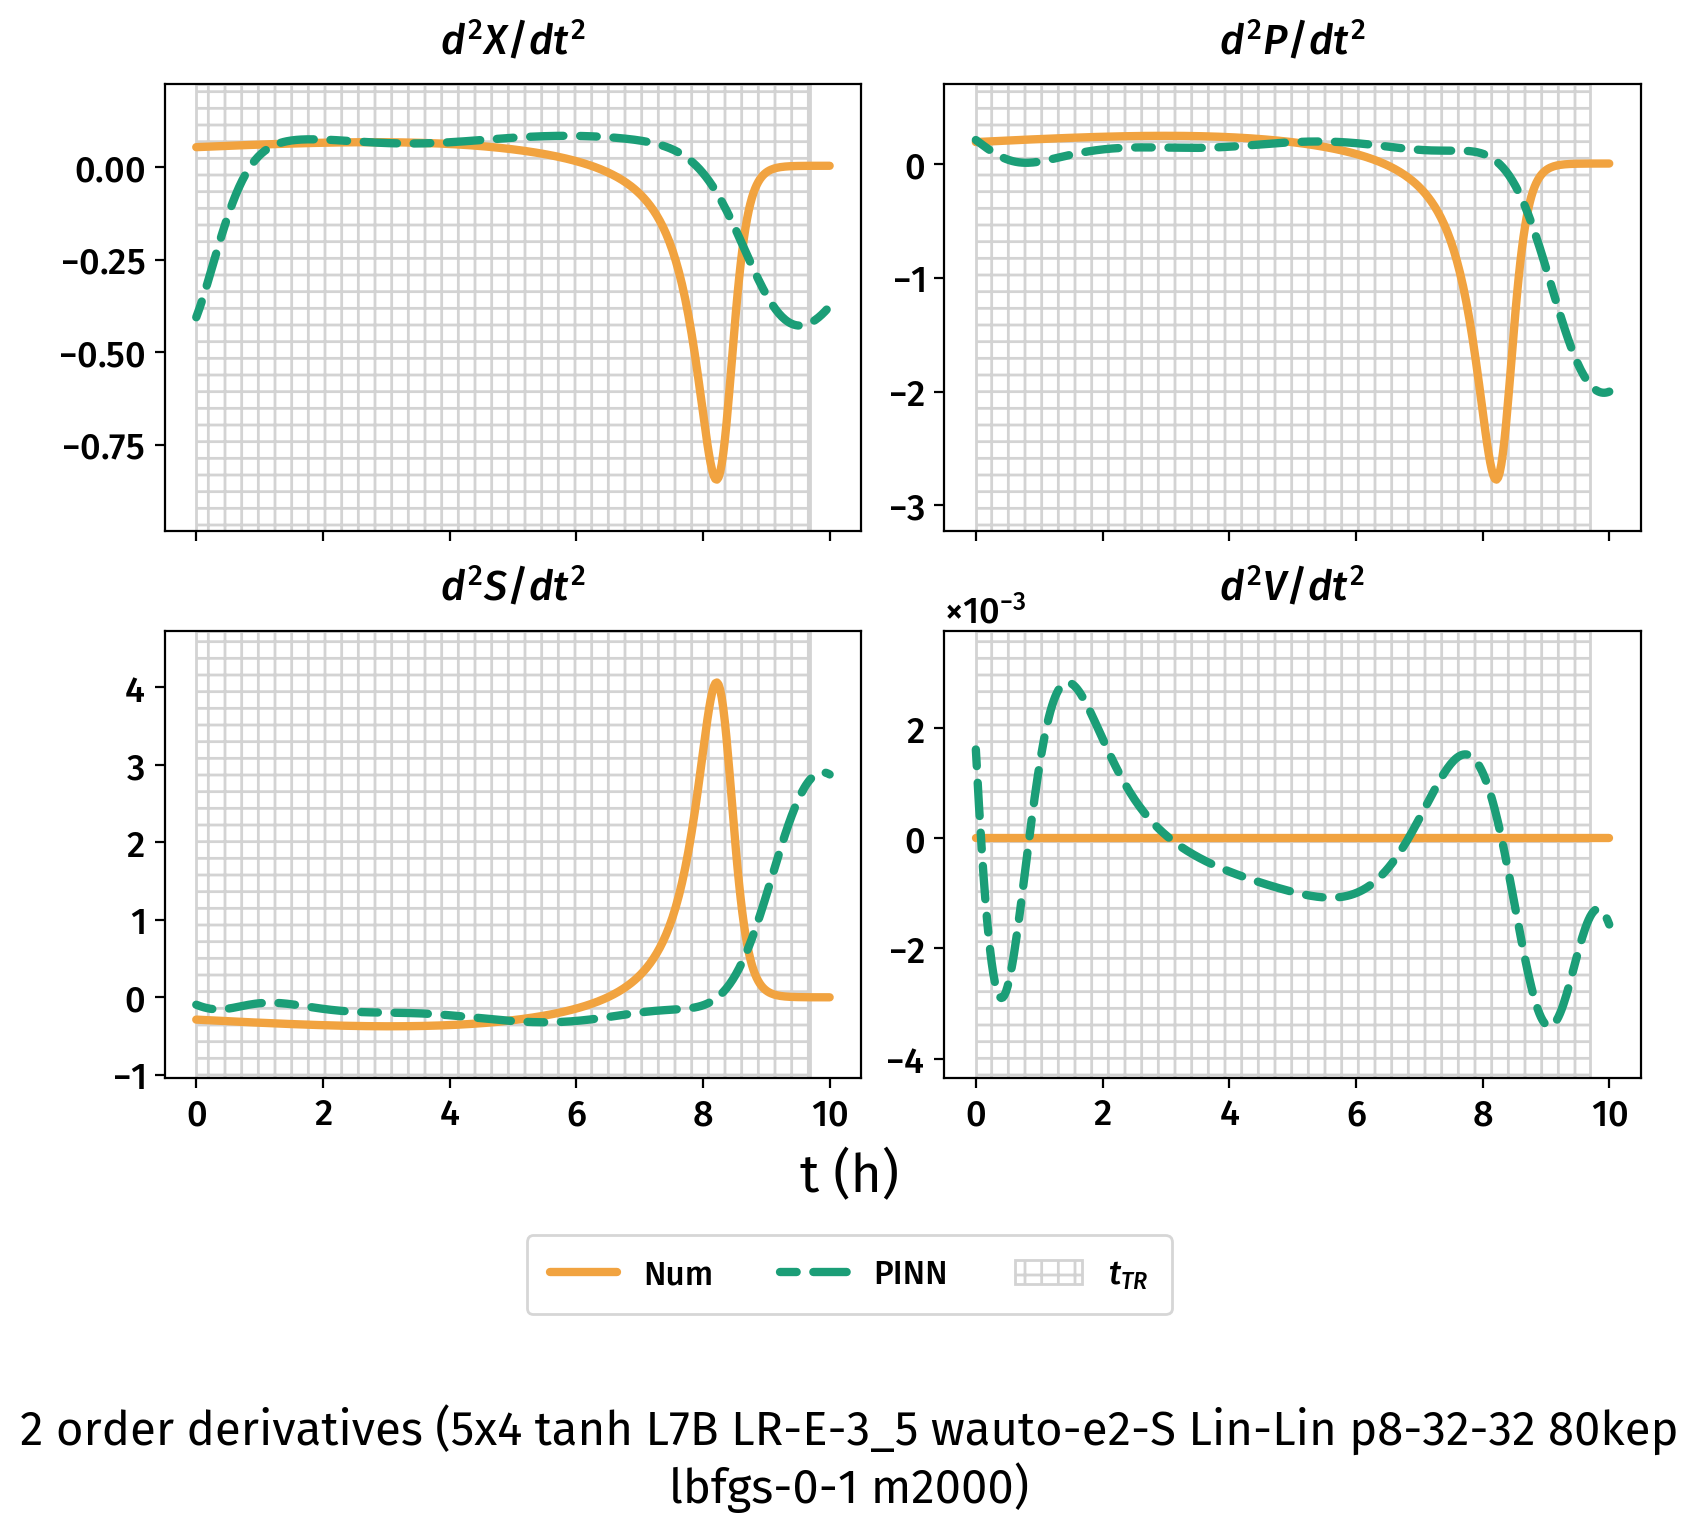 d²X/dt²
d²P/dt²
0.00
−0.25
−0.50
−0.75
0
−1
−2
−3
d²S/dt²
d²V/dt²
×10⁻³
4
3
2
1
0
−1
2
0
−2
−4
0 2 4 6 8 10
0 2 4 6 8 10
t (h)
Num PINN t_TR
2 order derivatives (5x4 tanh L7B LR-E-3_5 wauto-e2-S Lin-Lin p8-32-32 80kep
lbfgs-0-1 m2000)